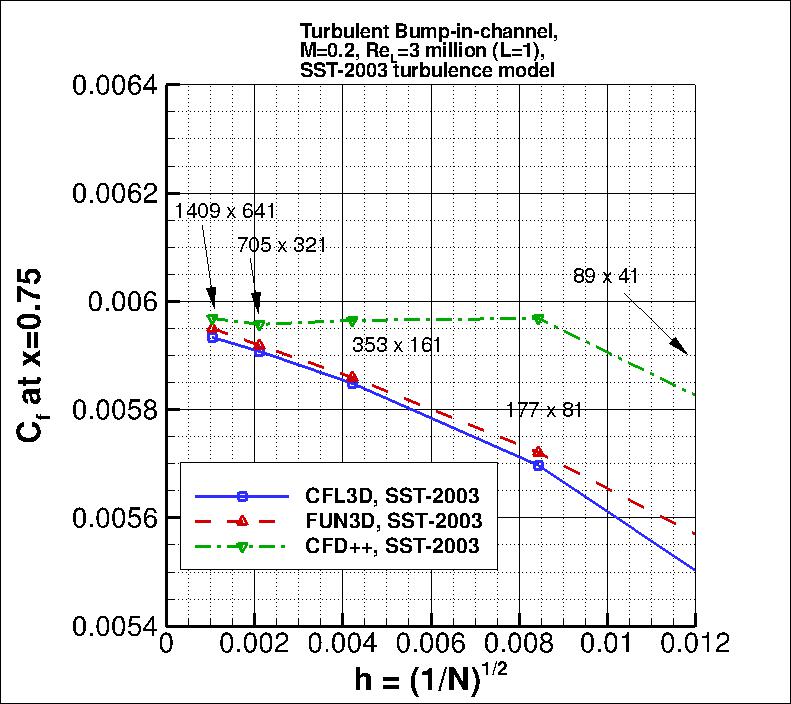 Turbulent Bump-in-channel,
M=0.2, Re_L=3 million (L=1),
SST-2003 turbulence model
0.0064
0.0062
0.006
0.0058
0.0056
0.0054
C_f at x=0.75
1409 x 641
705 x 321
89 x 41
353 x 161
177 x 81
CFL3D, SST-2003
FUN3D, SST-2003
CFD++, SST-2003
0 0.002 0.004 0.006 0.008 0.01 0.012
h = (1/N)^1/2